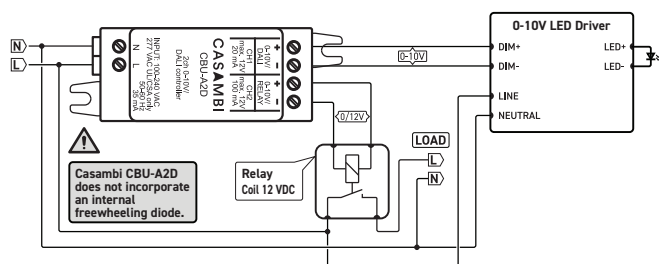 N
L
N
L
INPUT: 100-240 VAC
277 VAC UL/CSA only
50-60 Hz
35 mA
2ch 0-10V/
DALI controller
CASAMBI
CBU-A2D
0-10V/
DALI
CH1
max. 12V
20 mA
0-10V/
RELAY
CH2
max. 12V
100 mA
+
-
+
-
0-10V
0/12V
0-10V LED Driver
DIM+
DIM-
LINE
NEUTRAL
LED+
LED-
LOAD
L
N
Relay
Coil 12 VDC
Casambi CBU-A2D
does not incorporate
an internal
freewheeling diode.